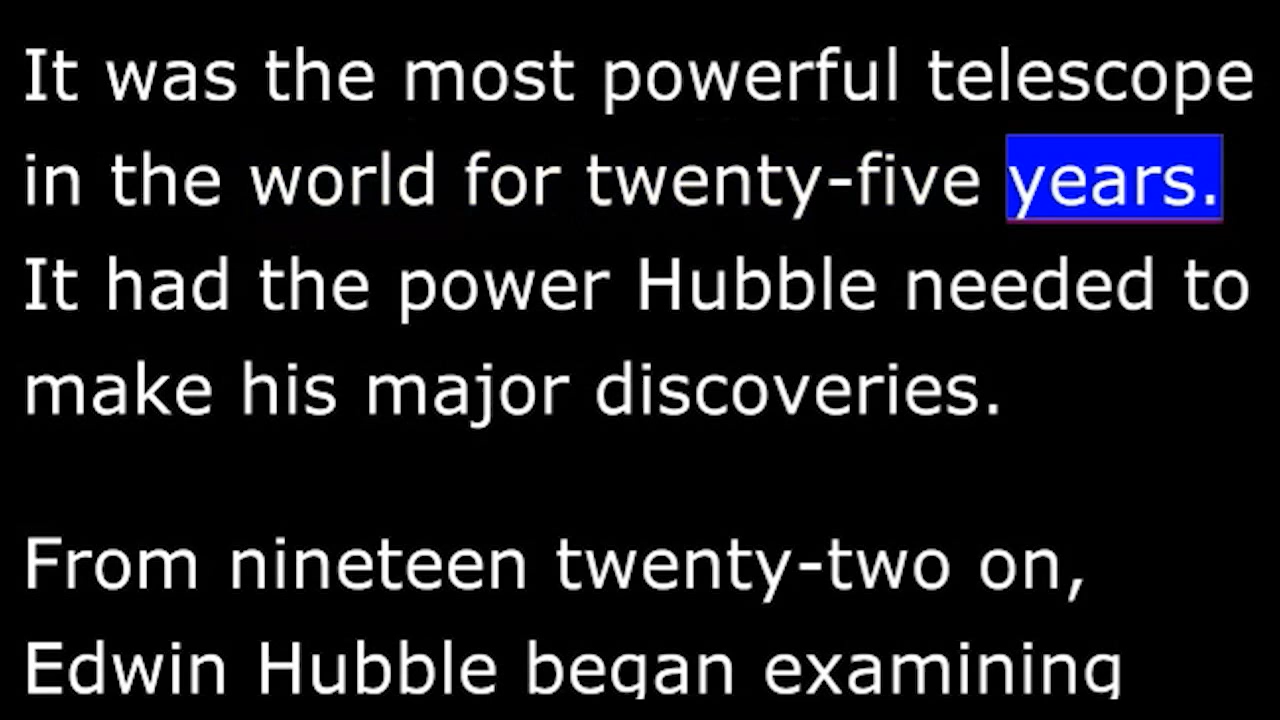 It was the most powerful telescope
in the world for twenty-five years.
It had the power Hubble needed to
make his major discoveries.
From nineteen twenty-two on,
Edwin Hubble began examining